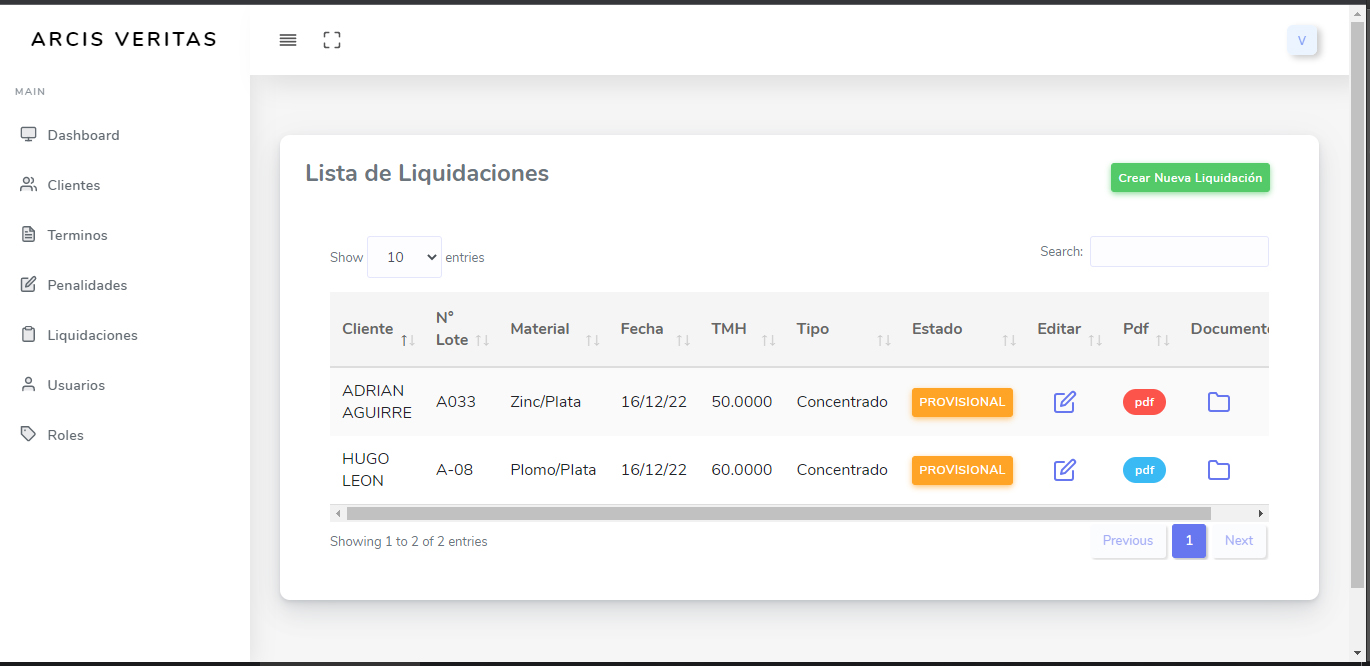 ARCIS VERITAS
V
MAIN
Dashboard
Clientes
Terminos
Penalidades
Liquidaciones
Usuarios
Roles
Lista de Liquidaciones
Crear Nueva Liquidación
Show 10 entries
Search:
Cliente N° Lote Material Fecha TMH Tipo Estado Editar Pdf Document
ADRIAN AGUIRRE A033 Zinc/Plata 16/12/22 50.0000 Concentrado PROVISIONAL pdf
HUGO LEON A-08 Plomo/Plata 16/12/22 60.0000 Concentrado PROVISIONAL pdf
Showing 1 to 2 of 2 entries
Previous 1 Next